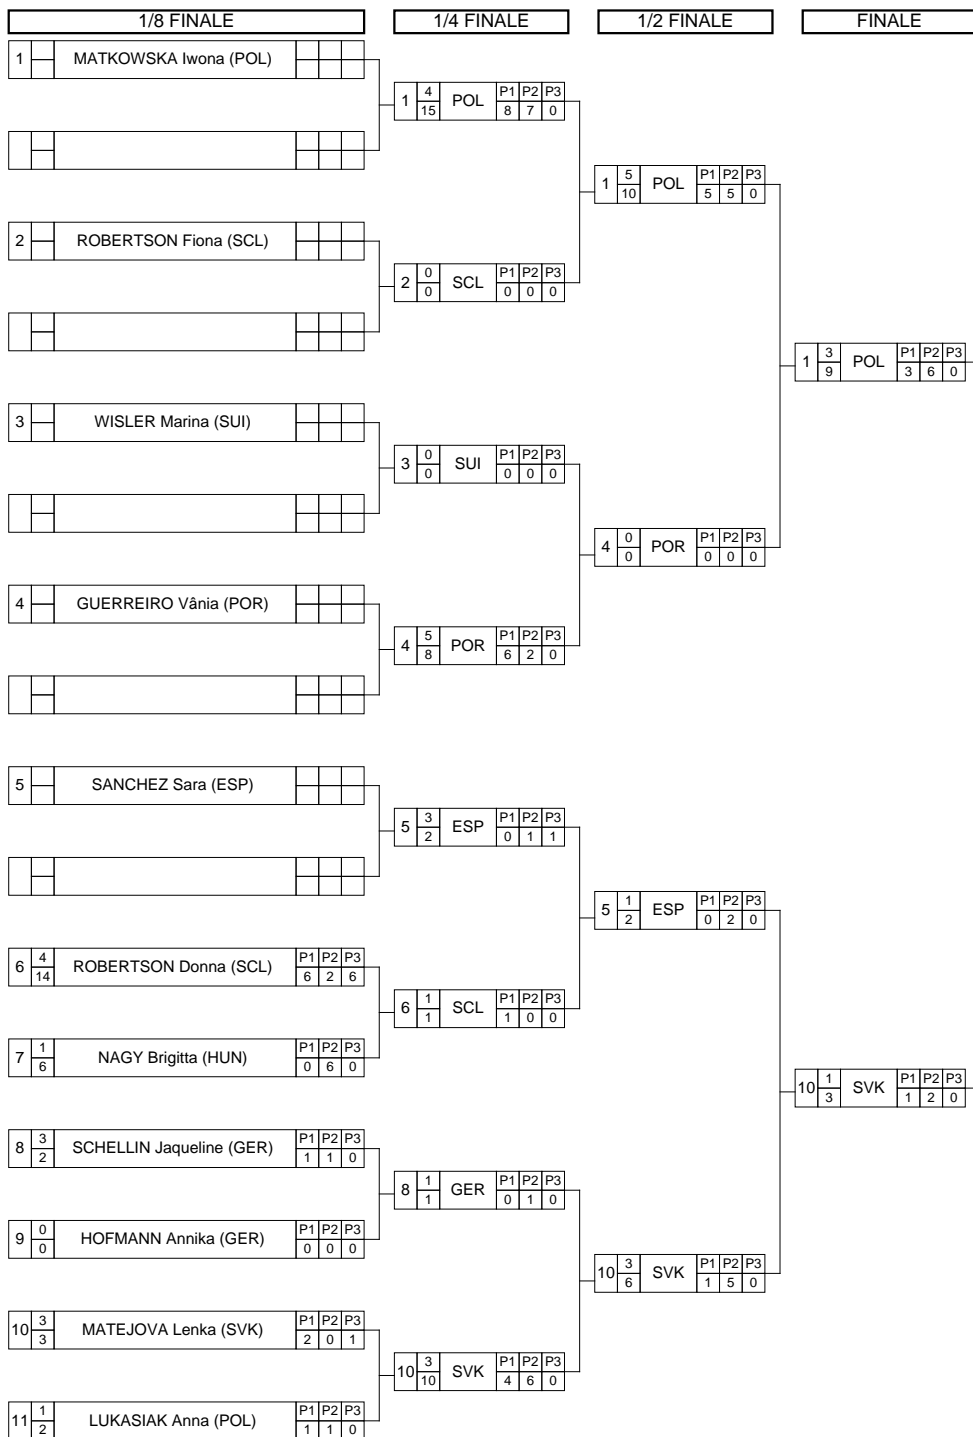 1/8 FINALE 1/4 FINALE 1/2 FINALE FINALE
1 MATKOWSKA Iwona (POL)
1 4 15 POL P1 P2 P3 8 7 0
1 5 10 POL P1 P2 P3 5 5 0
2 ROBERTSON Fiona (SCL)
2 0 0 SCL P1 P2 P3 0 0 0
1 3 9 POL P1 P2 P3 3 6 0
3 WISLER Marina (SUI)
3 0 0 SUI P1 P2 P3 0 0 0
4 0 0 POR P1 P2 P3 0 0 0
4 GUERREIRO Vânia (POR)
4 5 8 POR P1 P2 P3 6 2 0
5 SANCHEZ Sara (ESP)
5 3 2 ESP P1 P2 P3 0 1 1
5 1 2 ESP P1 P2 P3 0 2 0
6 4 14 ROBERTSON Donna (SCL) P1 P2 P3 6 2 6
6 1 1 SCL P1 P2 P3 1 0 0
7 1 6 NAGY Brigitta (HUN) P1 P2 P3 0 6 0
10 1 3 SVK P1 P2 P3 1 2 0
8 3 2 SCHELLIN Jaqueline (GER) P1 P2 P3 1 1 0
8 1 1 GER P1 P2 P3 0 1 0
9 0 0 HOFMANN Annika (GER) P1 P2 P3 0 0 0
10 3 6 SVK P1 P2 P3 1 5 0
10 3 3 MATEJOVA Lenka (SVK) P1 P2 P3 2 0 1
10 3 10 SVK P1 P2 P3 4 6 0
11 1 2 LUKASIAK Anna (POL) P1 P2 P3 1 1 0